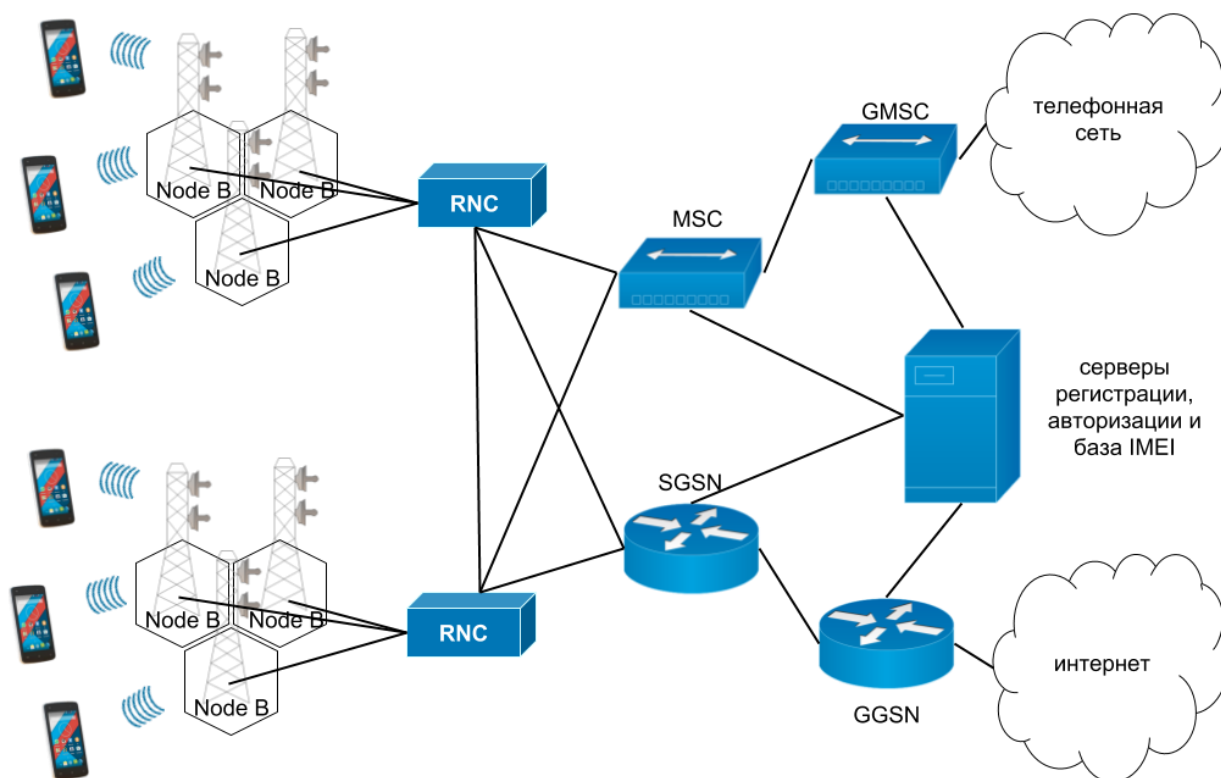 телефонная
сеть
GMSC
Node B
Node B
RNC
MSC
Node B
серверы
регистрации,
авторизации и
база IMEI
SGSN
Node B
Node B
RNC
интернет
Node B
GGSN